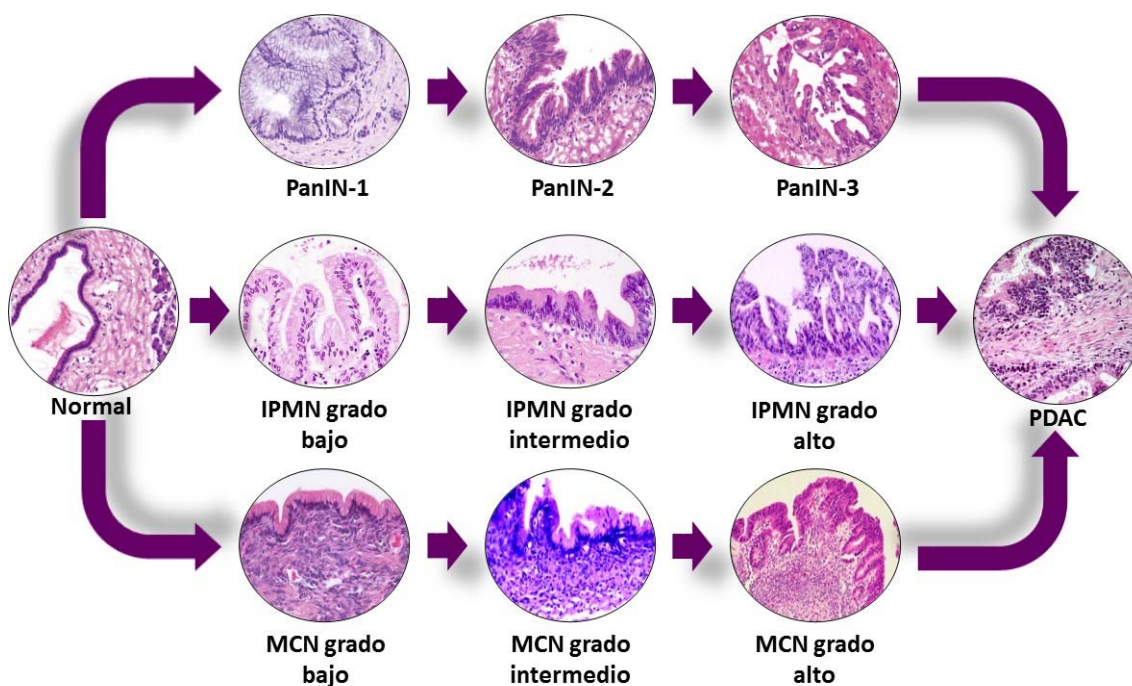 PanIN-1
PanIN-2
PanIN-3
Normal
IPMN grado
bajo
IPMN grado
intermedio
IPMN grado
alto
PDAC
MCN grado
bajo
MCN grado
intermedio
MCN grado
alto